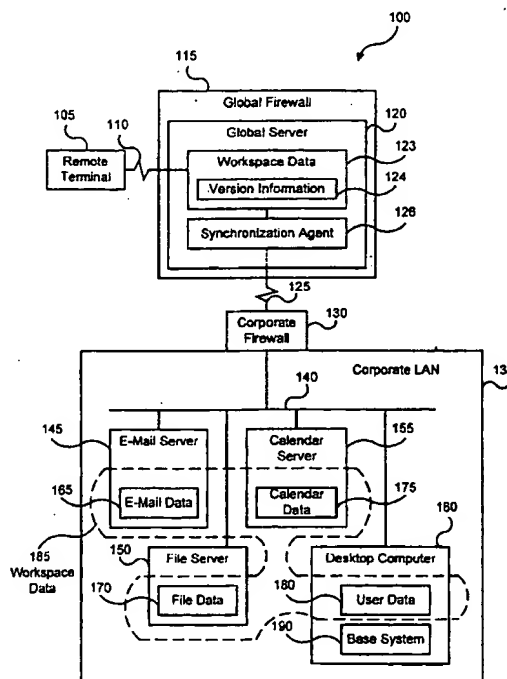 100
115
Global Firewall
105
110
120
Global Server
Remote
Terminal
Workspace Data
123
Version Information
124
126
Synchronization Agent
125
Corporate
Firewall
130
Corporate LAN
140
145
E-Mail Server
Calendar
Server
155
165
E-Mail Data
Calendar
Data
175
160
185
Workspace
Data
150
File Server
Desktop Computer
170
File Data
180
User Data
190
Base System